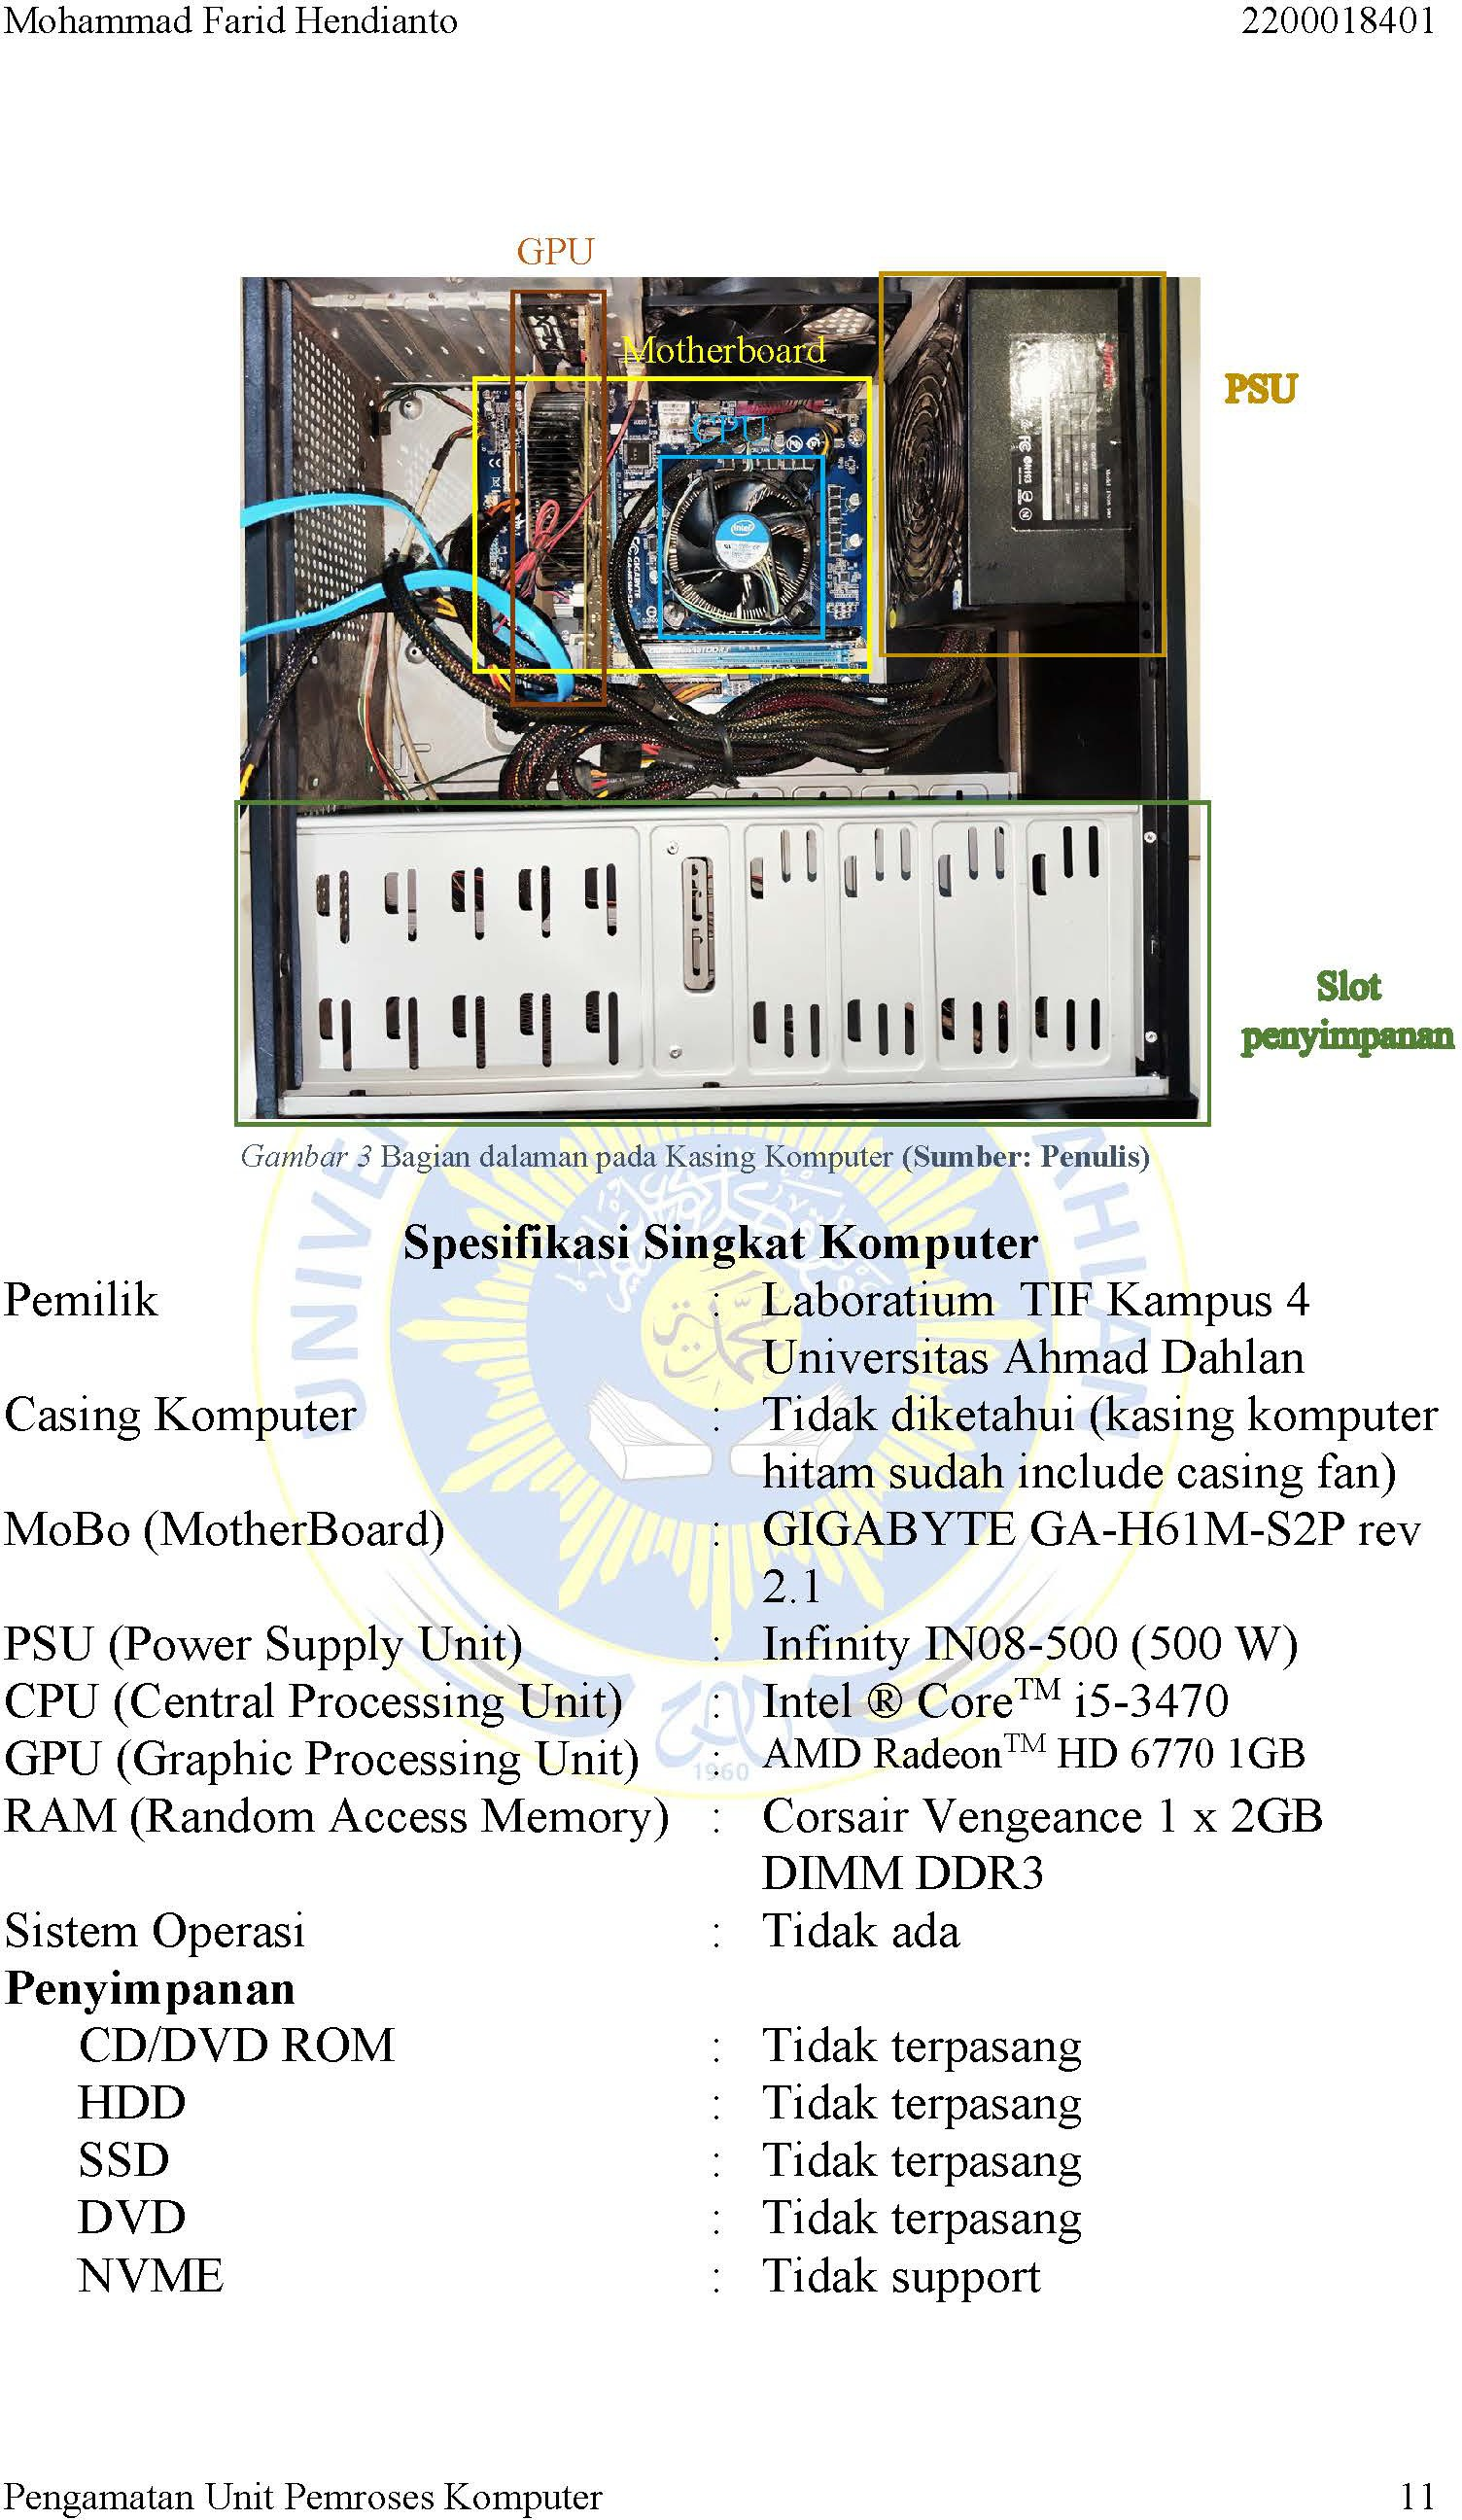 Mohammad Farid Hendianto 2200018401
GPU
Motherboard
CPU
intel
GIGABYTE
PSU
Slot
penyimpanan
Gambar 3 Bagian dalaman pada Kasing Komputer (Sumber: Penulis)
Spesifikasi Singkat Komputer
Pemilik : Laboratium TIF Kampus 4
Universitas Ahmad Dahlan
Casing Komputer : Tidak diketahui (kasing komputer
hitam sudah include casing fan)
MoBo (MotherBoard) : GIGABYTE GA-H61M-S2P rev
2.1
PSU (Power Supply Unit) : Infinity IN08-500 (500 W)
CPU (Central Processing Unit) : Intel ® Core™ i5-3470
GPU (Graphic Processing Unit) : AMD Radeon™ HD 6770 1GB
1960
RAM (Random Access Memory) : Corsair Vengeance 1 x 2GB
DIMM DDR3
Sistem Operasi : Tidak ada
Penyimpanan
CD/DVD ROM : Tidak terpasang
HDD : Tidak terpasang
SSD : Tidak terpasang
DVD : Tidak terpasang
NVME : Tidak support
Pengamatan Unit Pemroses Komputer 11